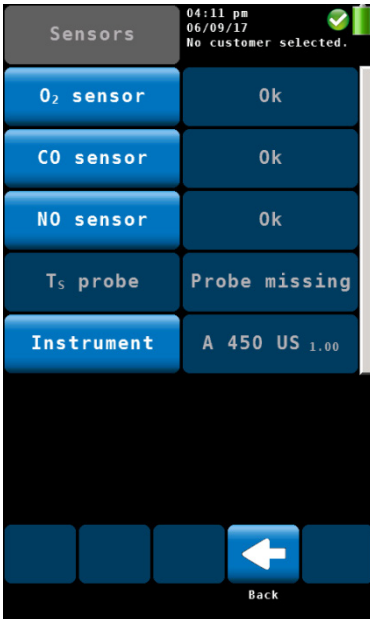 Sensors
04:11 pm
06/09/17
No customer selected.
O₂ sensor Ok
CO sensor Ok
NO sensor Ok
Tₛ probe Probe missing
Instrument A 450 US 1.00
Back